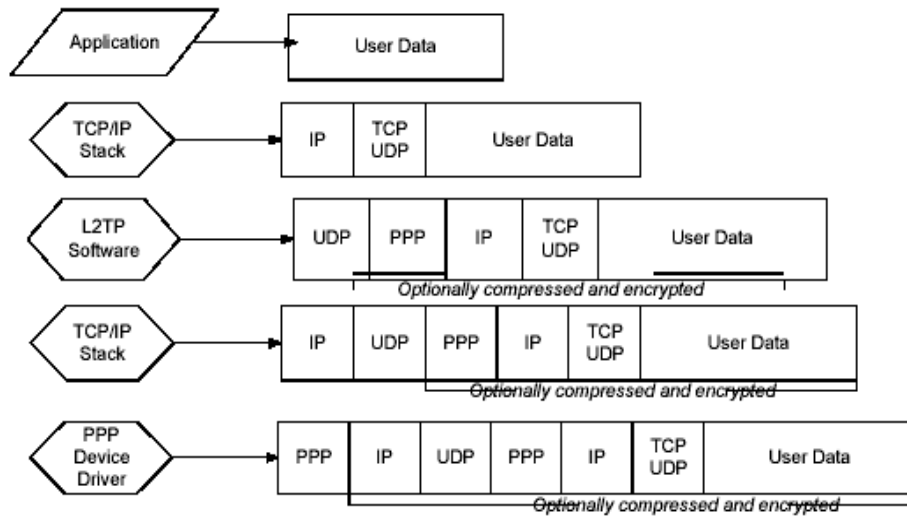 Application
User Data
TCP/IP
Stack
IP
TCP
UDP
User Data
L2TP
Software
UDP
PPP
IP
TCP
UDP
User Data
Optionally compressed and encrypted
TCP/IP
Stack
IP
UDP
PPP
IP
TCP
UDP
User Data
Optionally compressed and encrypted
PPP
Device
Driver
PPP
IP
UDP
PPP
IP
TCP
UDP
User Data
Optionally compressed and encrypted